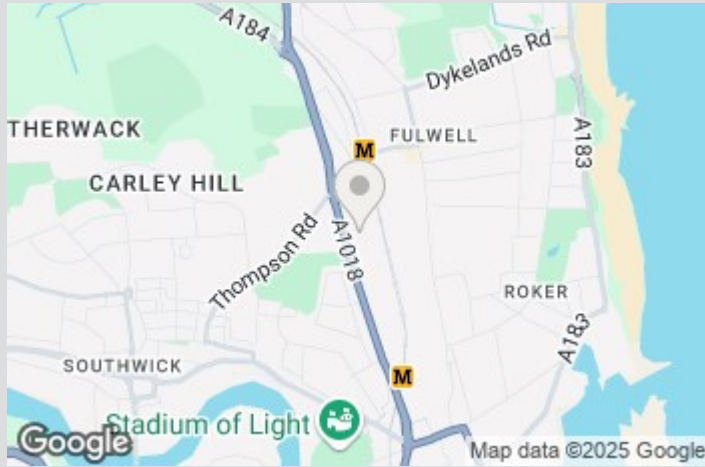 A184
Dykelands Rd
THERWACK
FULWELL
A183
M
CARLEY HILL
Thompson Rd
A1018
ROKER
A183
SOUTHWICK
M
Stadium of Light
Google
Map data ©2025 Google